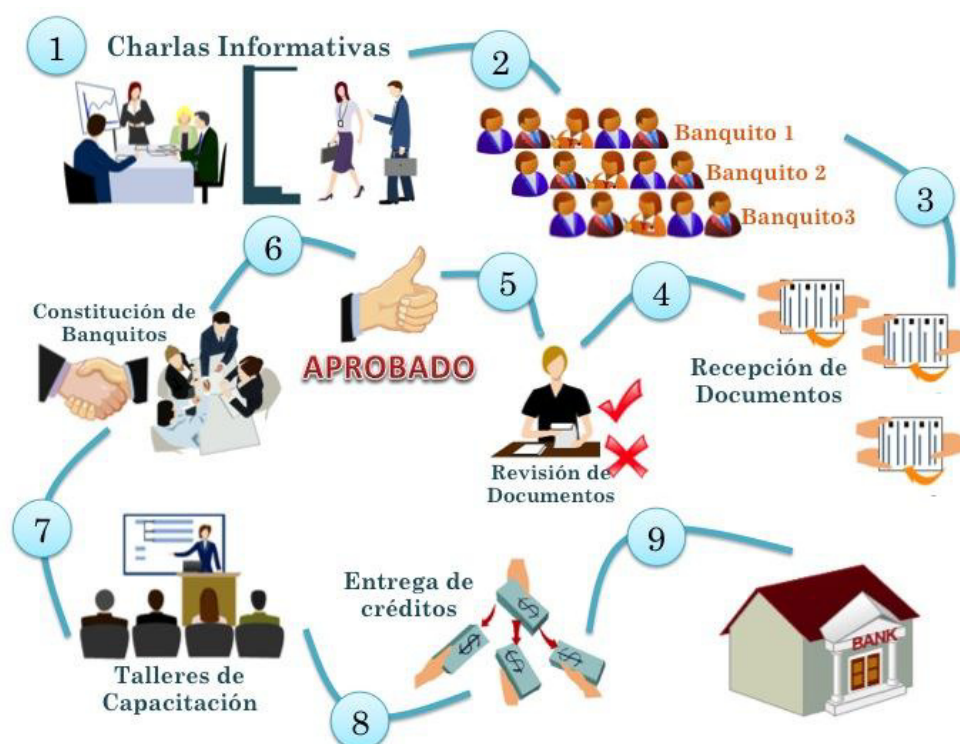 1
Charlas Informativas
2
Banquito 1
Banquito 2
Banquito3
3
Recepción de
Documentos
4
Revisión de
Documentos
5
APROBADO
6
Constitución de
Banquitos
7
Talleres de
Capacitación
8
Entrega de
créditos
$
$
$
$
9
BANK